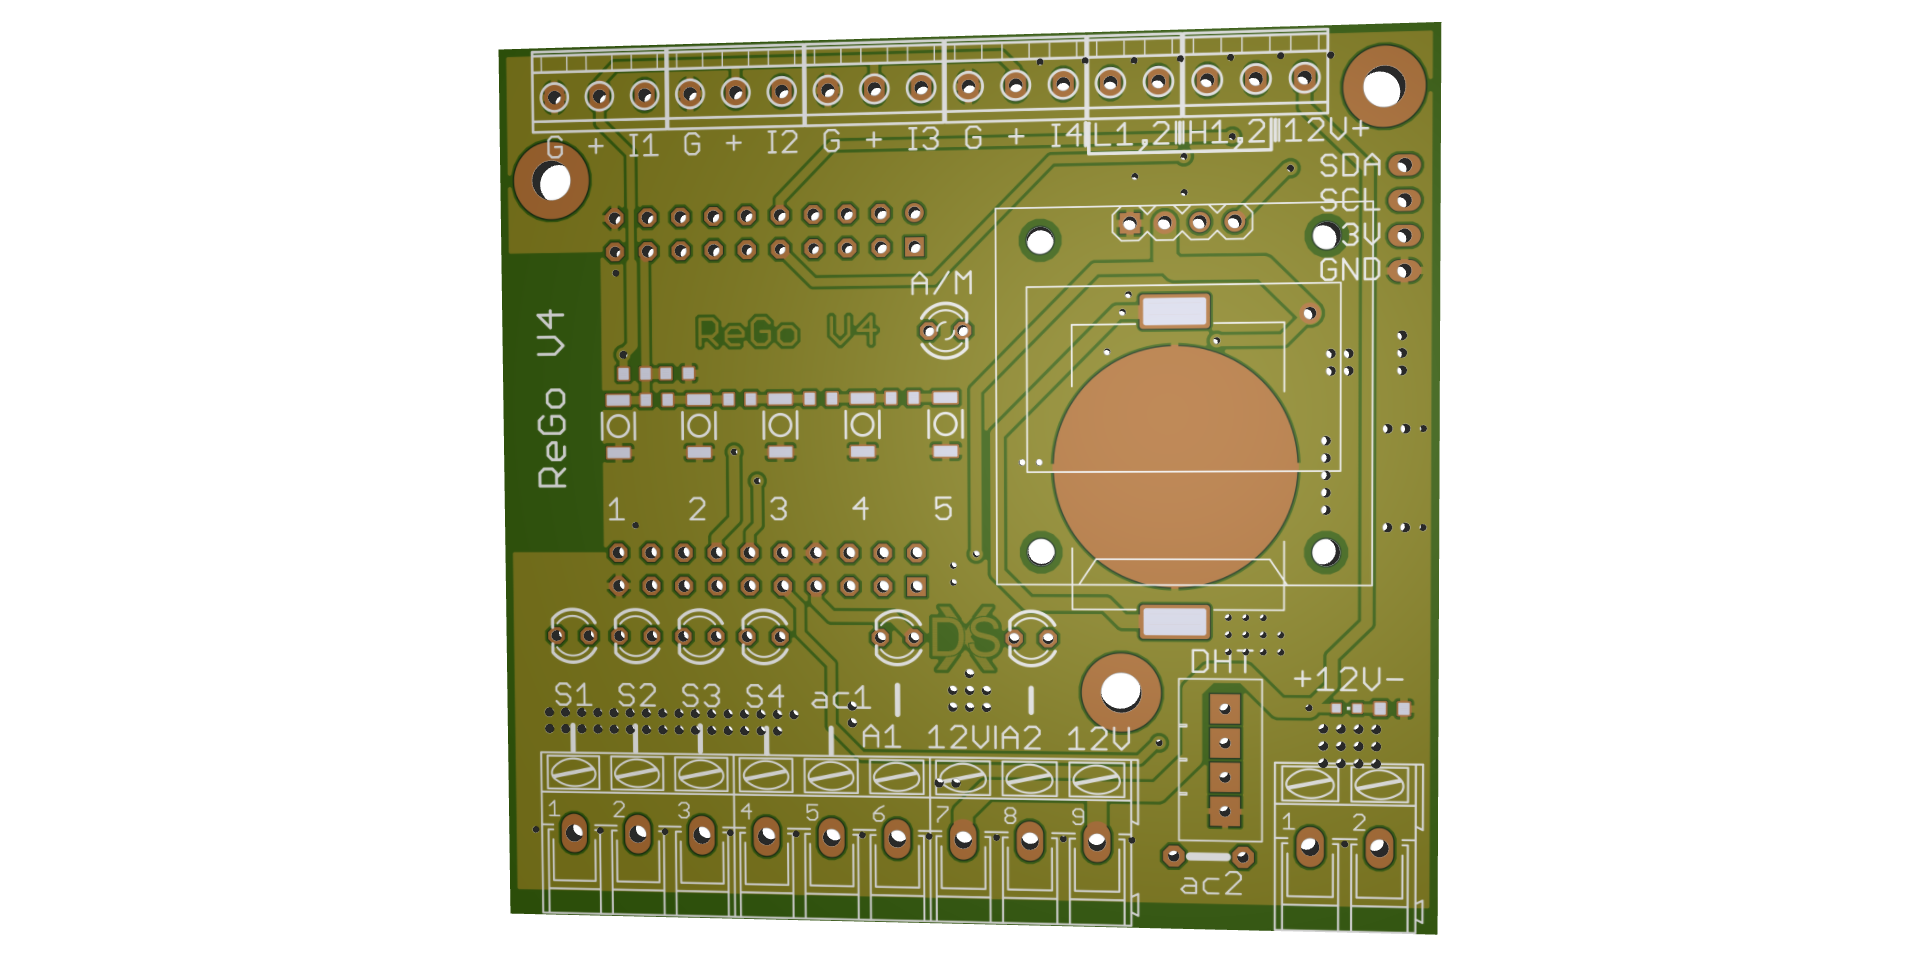 G + I1 G + I2 G + I3 G + I4 L1,2 H1,2 12V+
SDA
SCL
3V
GND
A/M
ReGo V4
ReGo V4
1 2 3 4 5
DS
DHT
S1 S2 S3 S4 ac1
+12V-
A1 12V A2 12V
1 2 3 4 5 6 7 8 9
1 2
ac2